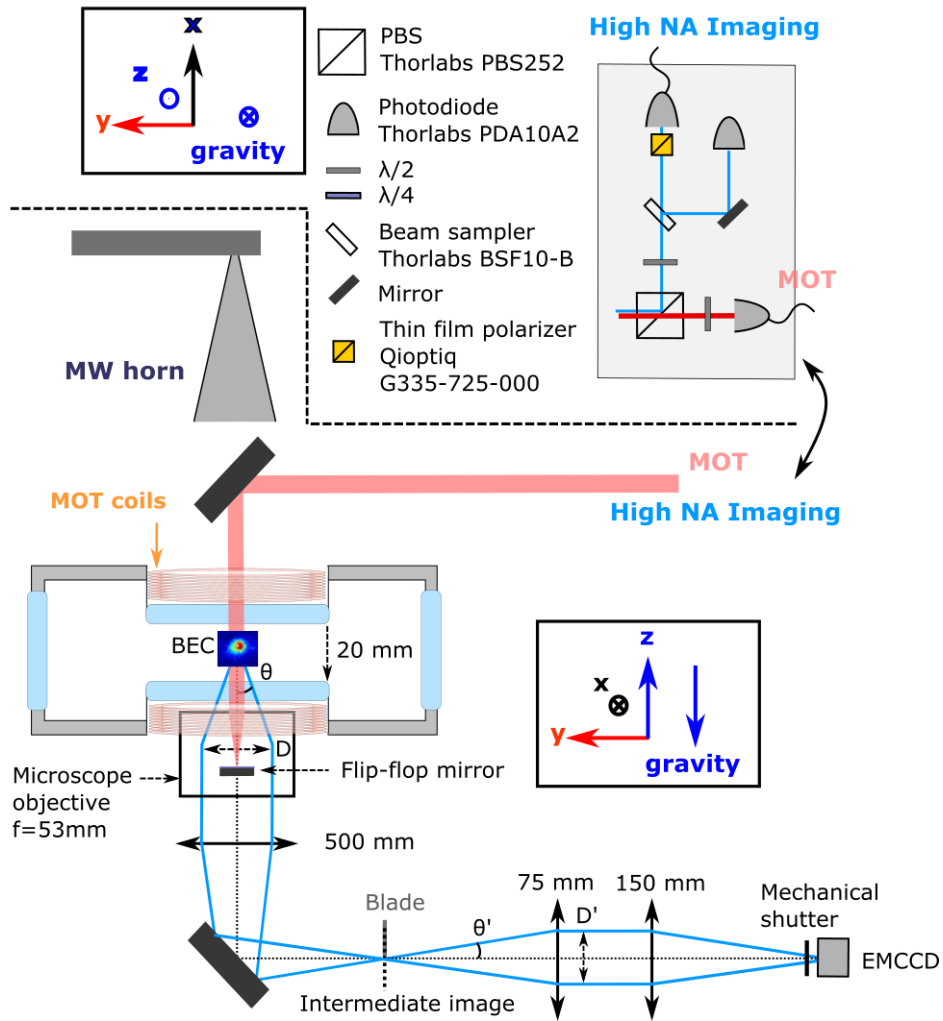 x
z
y
gravity
PBS
Thorlabs PBS252
Photodiode
Thorlabs PDA10A2
λ/2
λ/4
Beam sampler
Thorlabs BSF10-B
Mirror
Thin film polarizer
Qioptiq
G335-725-000
High NA Imaging
MOT
MW horn
MOT
High NA Imaging
MOT coils
BEC
θ
20 mm
D
Flip-flop mirror
Microscope
objective
f=53mm
500 mm
z
x
y
gravity
Blade
θ'
75 mm
150 mm
D'
Mechanical
shutter
EMCCD
Intermediate image